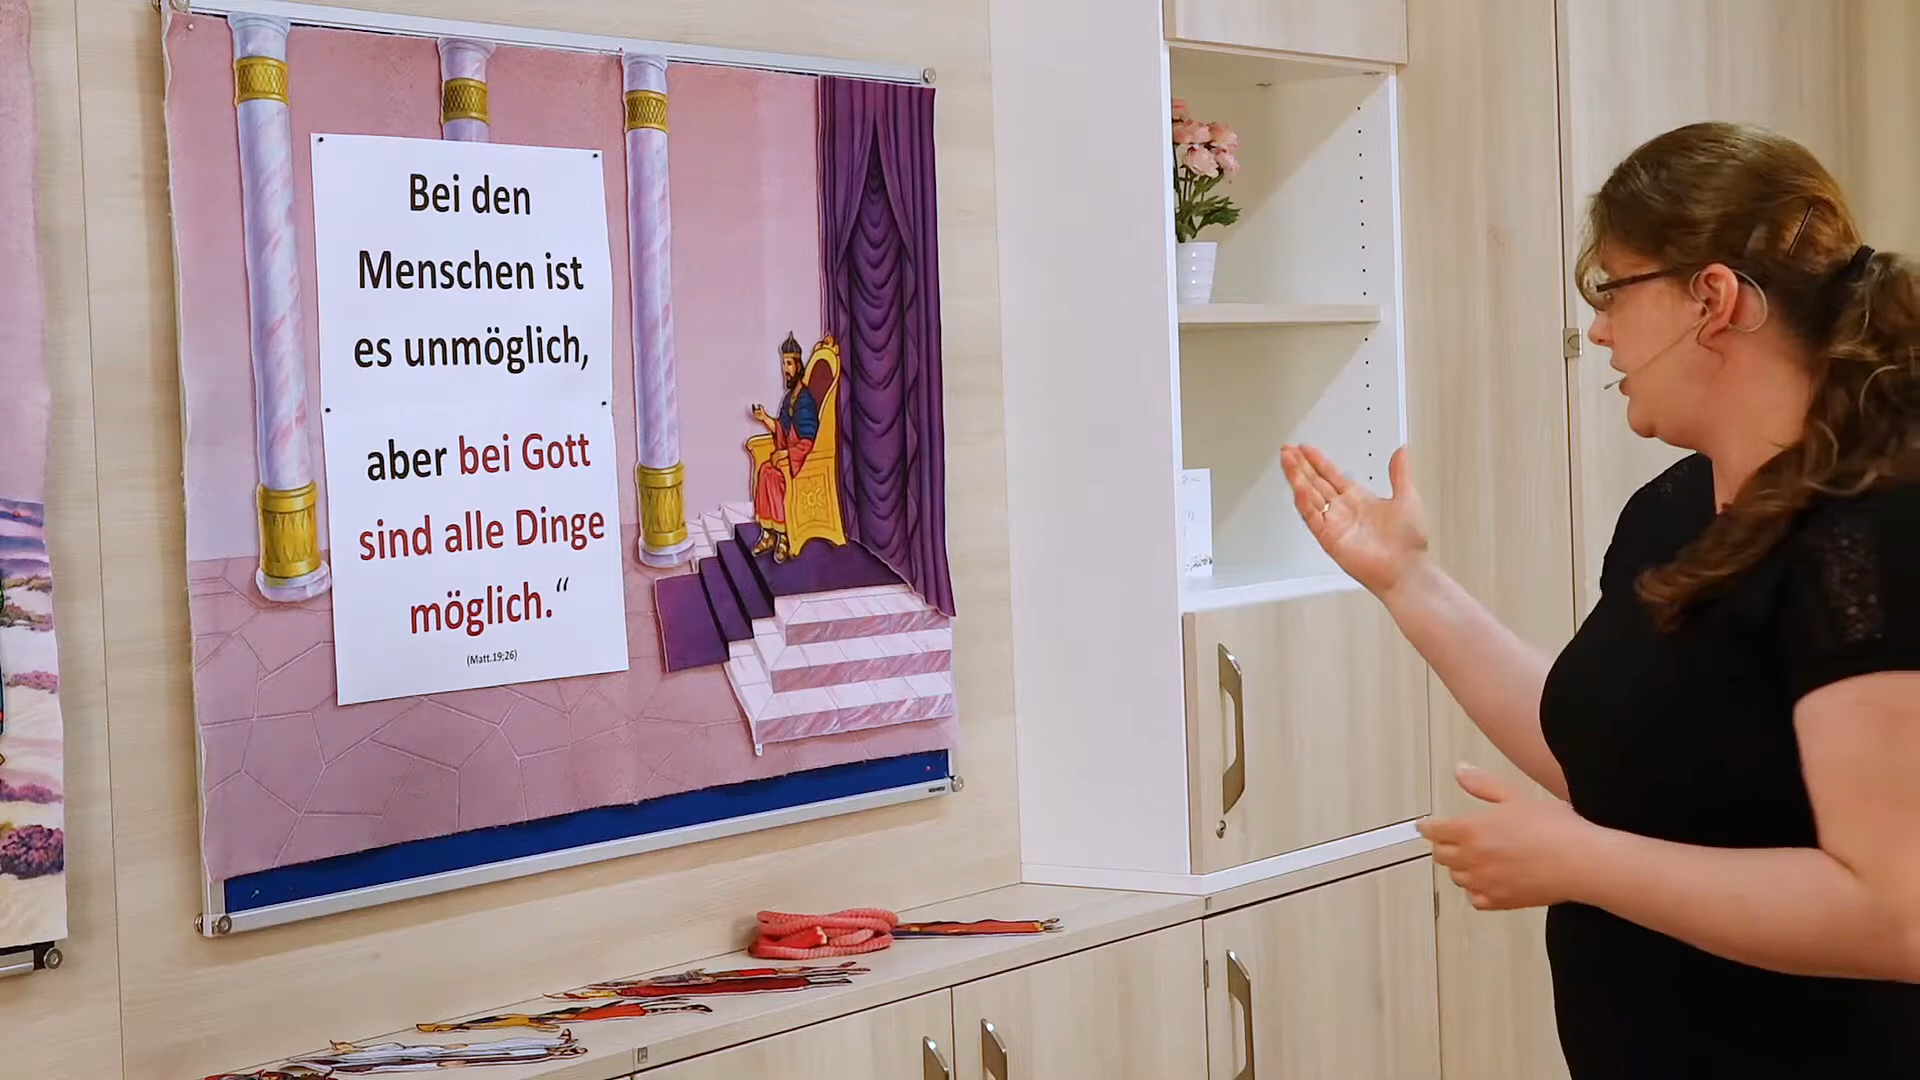 Bei den
Menschen ist
es unmöglich,
aber bei Gott
sind alle Dinge
möglich.“
(Matt.19;26)